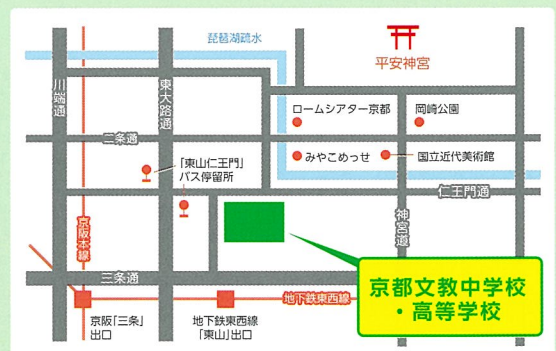 琵琶湖疏水
平安神宮
川端通
東大路通
ロームシアター京都
岡崎公園
二条通
「東山仁王門」
バス停留所
みやこめっせ
国立近代美術館
仁王門通
京阪本線
神宮道
三条通
京都文教中学校
・高等学校
地下鉄東西線
京阪「三条」
出口
地下鉄東西線
「東山」出口